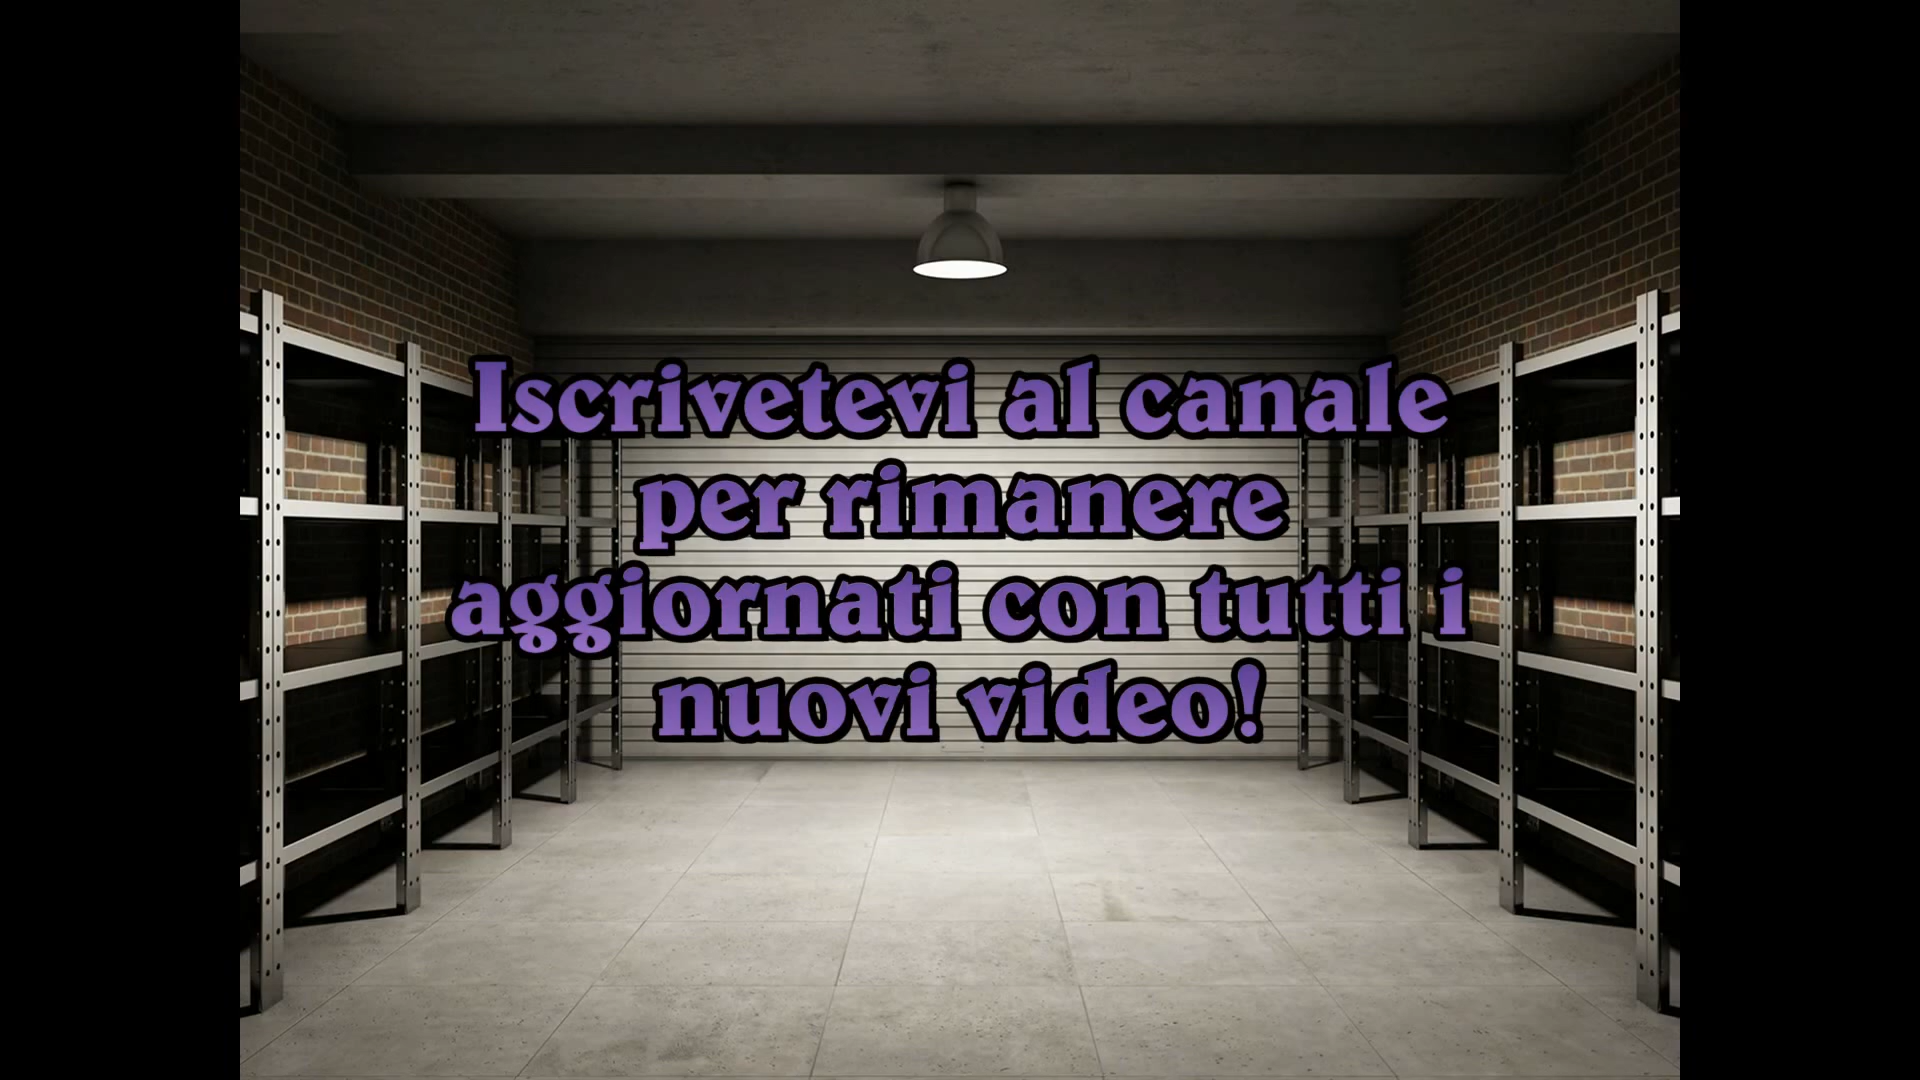 Iscrivetevi al canale
per rimanere
aggiornati con tutti i
nuovi video!